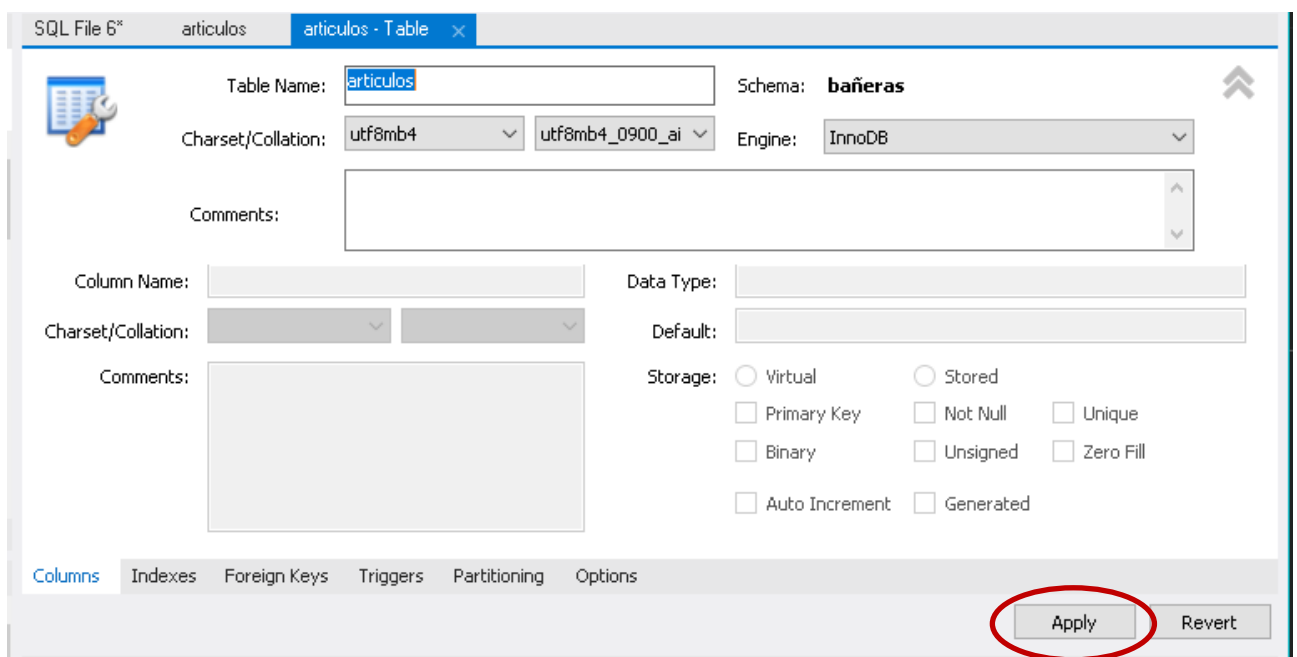 SQL File 6* articulos articulos - Table
Table Name: articulos Schema: bañeras
Charset/Collation: utf8mb4 utf8mb4_0900_ai Engine: InnoDB
Comments:
Column Name: Data Type:
Charset/Collation: Default:
Comments: Storage: Virtual Stored
Primary Key Not Null Unique
Binary Unsigned Zero Fill
Auto Increment Generated
Columns Indexes Foreign Keys Triggers Partitioning Options
Apply Revert